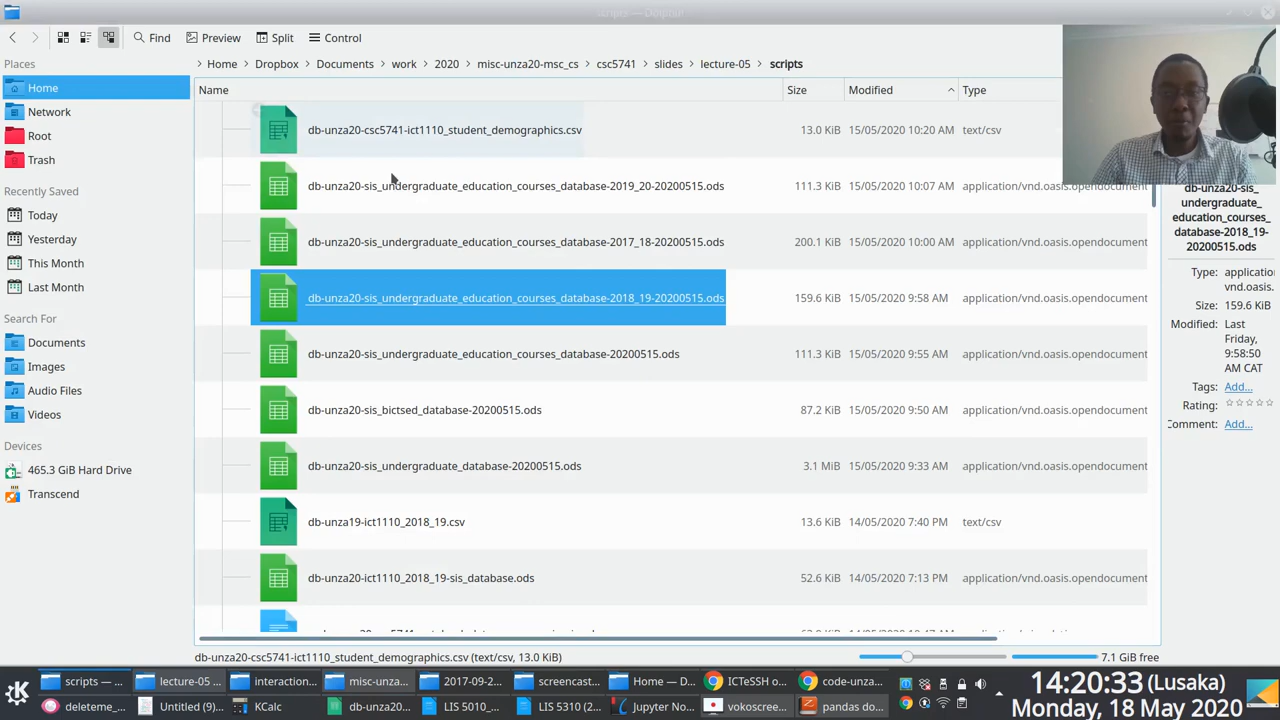 scripts — Dolphin
Find Preview Split Control
Places
> Home > Dropbox > Documents > work > 2020 > misc-unza20-msc_cs > csc5741 > slides > lecture-05 > scripts
Home
Network
Root
Trash
Recently Saved
Today
Yesterday
This Month
Last Month
Search For
Documents
Images
Audio Files
Videos
Devices
465.3 GiB Hard Drive
Transcend
Name Size Modified Type
db-unza20-csc5741-ict1110_student_demographics.csv 13.0 KiB 15/05/2020 10:20 AM text/csv
db-unza20-sis_undergraduate_education_courses_database-2019_20-20200515.ods 111.3 KiB 15/05/2020 10:07 AM application/vnd.oasis.opendocument
db-unza20-sis_undergraduate_education_courses_database-2017_18-20200515.ods 200.1 KiB 15/05/2020 10:00 AM application/vnd.oasis.opendocument
db-unza20-sis_undergraduate_education_courses_database-2018_19-20200515.ods 159.6 KiB 15/05/2020 9:58 AM application/vnd.oasis.opendocument
db-unza20-sis_undergraduate_education_courses_database-20200515.ods 111.3 KiB 15/05/2020 9:55 AM application/vnd.oasis.opendocument
db-unza20-sis_bictsed_database-20200515.ods 87.2 KiB 15/05/2020 9:50 AM application/vnd.oasis.opendocument
db-unza20-sis_undergraduate_database-20200515.ods 3.1 MiB 15/05/2020 9:33 AM application/vnd.oasis.opendocument
db-unza19-ict1110_2018_19.csv 13.6 KiB 14/05/2020 7:40 PM text/csv
db-unza20-ict1110_2018_19-sis_database.ods 52.6 KiB 14/05/2020 7:13 PM application/vnd.oasis.opendocument
db-unza20-sis_
undergraduate_
education_courses_
database-2018_19-
20200515.ods
Type: application/
vnd.oasis.
Size: 159.6 KiB
Modified: Last
Friday,
9:58:50
AM CAT
Tags: Add...
Rating:
Comment: Add...
db-unza20-csc5741-ict1110_student_demographics.csv (text/csv, 13.0 KiB) 7.1 GiB free
scripts — ... lecture-05 ... interaction... misc-unza... 2017-09-2... screencast... Home — D... ICTeSSH ... code-unza...
deleteme... Untitled (9)... KCalc db-unza20... LIS 5010 ... LIS 5310 (2... Jupyter No... vokoscreen... pandas do...
14:20:33 (Lusaka)
Monday, 18 May 2020